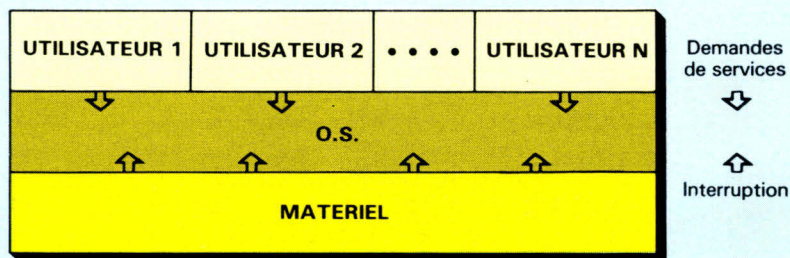 UTILISATEUR 1 UTILISATEUR 2 • • • • UTILISATEUR N
Demandes
de services
O.S.
Interruption
MATERIEL